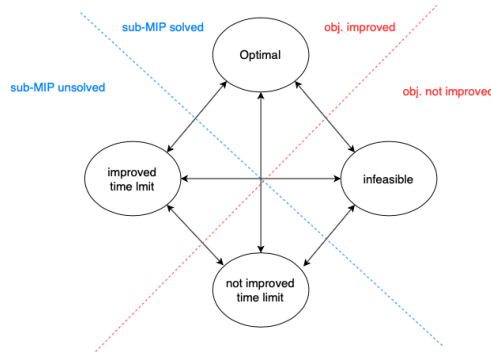 sub-MIP solved
obj. improved
Optimal
sub-MIP unsolved
obj. not improved
improved
time lmit
infeasible
not improved
time limit